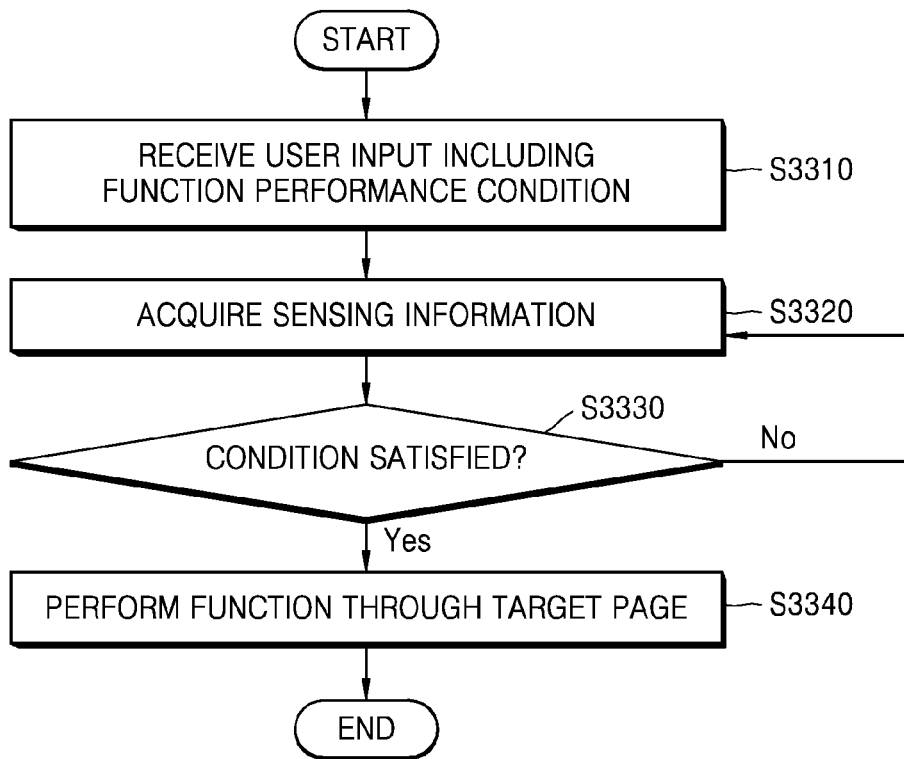 START
RECEIVE USER INPUT INCLUDING
FUNCTION PERFORMANCE CONDITION
S3310
ACQUIRE SENSING INFORMATION
S3320
S3330
CONDITION SATISFIED?
No
Yes
PERFORM FUNCTION THROUGH TARGET PAGE
S3340
END